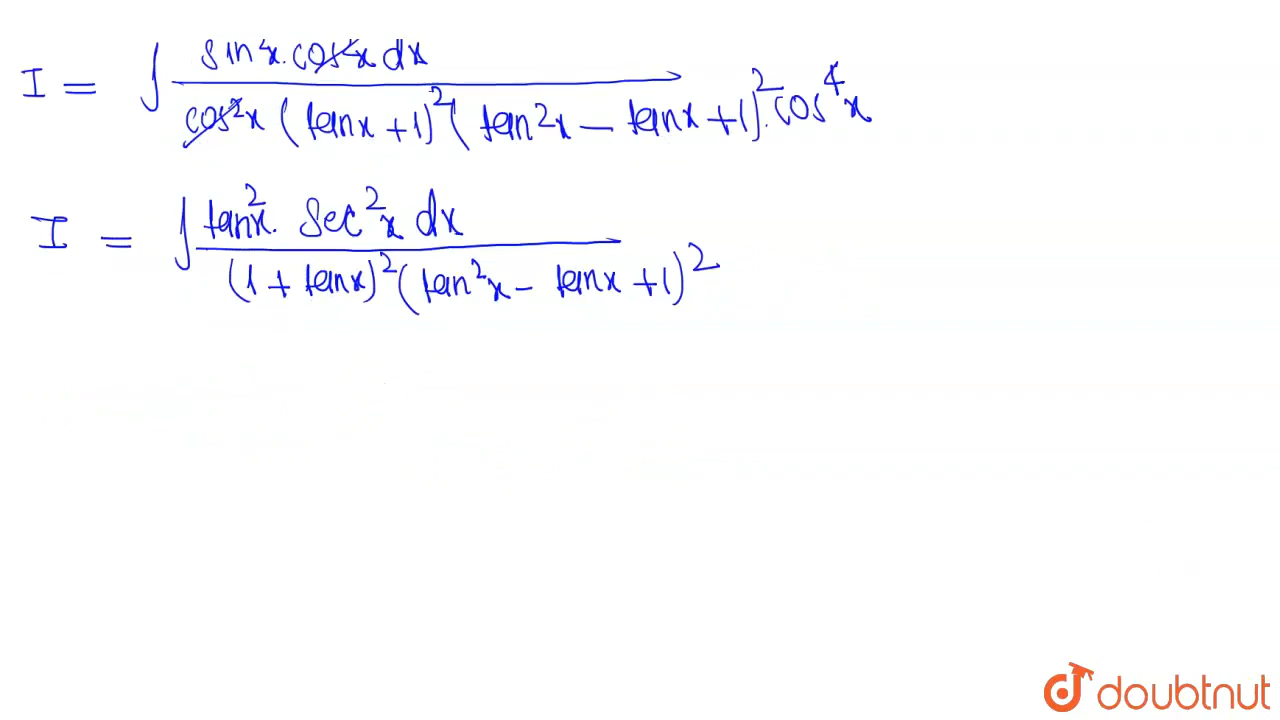 I = ∫ sin²x. cos²x dx
cos²x (tanx + 1)² (tan²x − tanx + 1)². cos⁴x
I = ∫ tan²x. sec²x dx
(1 + tanx)² (tan²x − tanx + 1)²
doubtnut